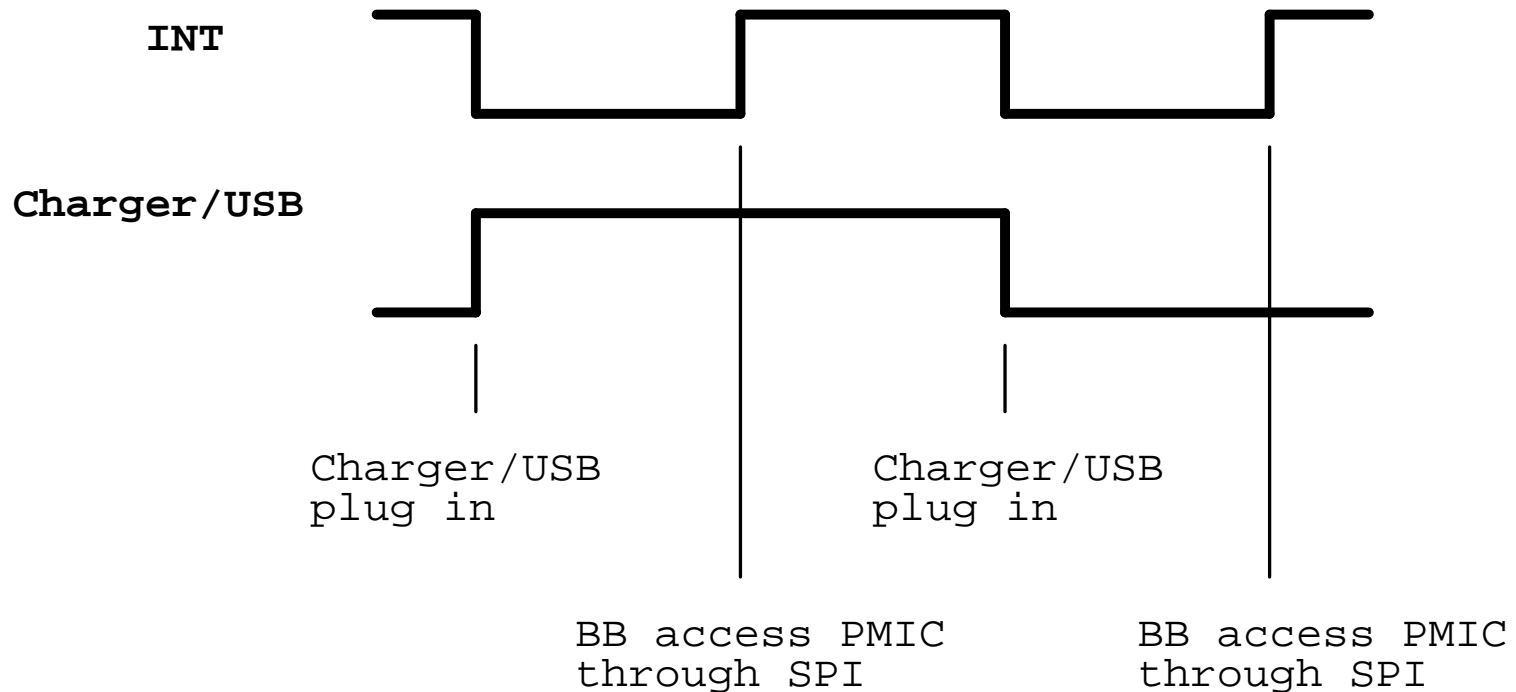 INT
Charger/USB
Charger/USB
plug in
Charger/USB
plug in
BB access PMIC
through SPI
BB access PMIC
through SPI